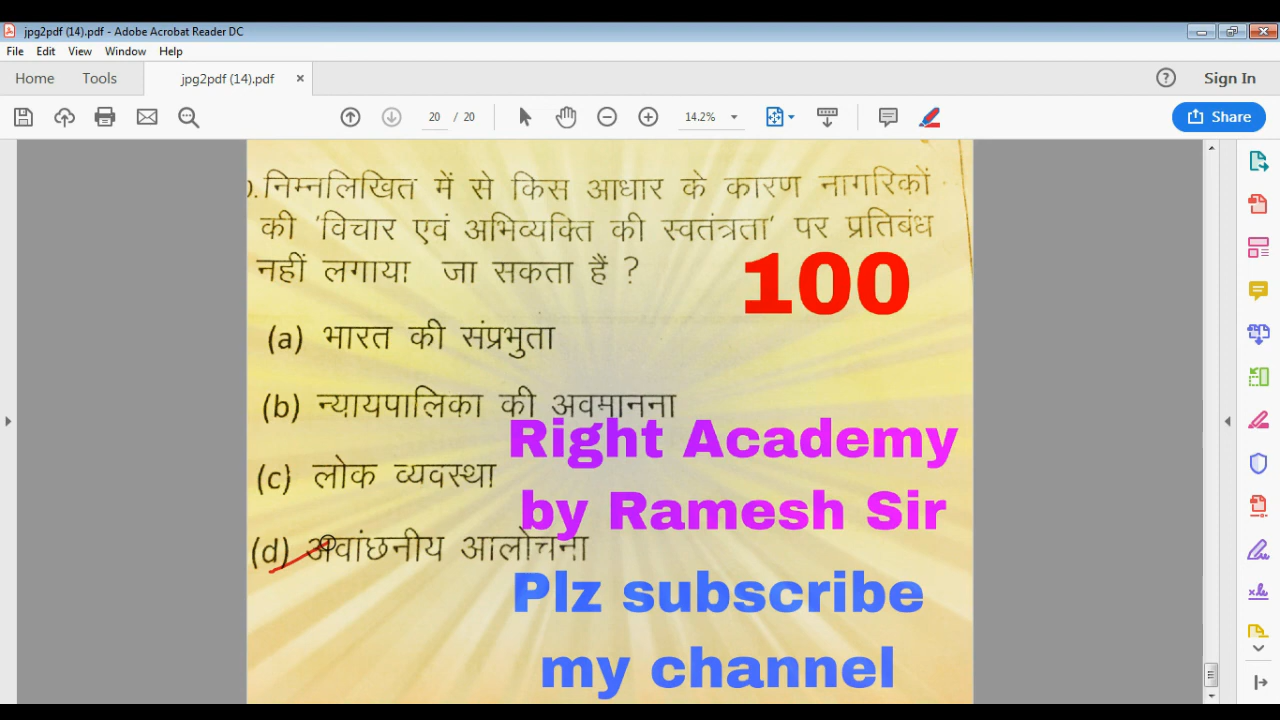 jpg2pdf (14).pdf - Adobe Acrobat Reader DC
File Edit View Window Help
Home Tools jpg2pdf (14).pdf × Sign In
20 / 20 14.2% Share
). निम्नलिखित में से किस आधार के कारण नागरिकों
की 'विचार एवं अभिव्यक्ति की स्वतंत्रता' पर प्रतिबंध
नहीं लगाया जा सकता हैं ?
100
(a) भारत की संप्रभुता
(b) न्यायपालिका की अवमानना
Right Academy
(c) लोक व्यवस्था
by Ramesh Sir
(d) अवांछनीय आलोचना
Plz subscribe
my channel